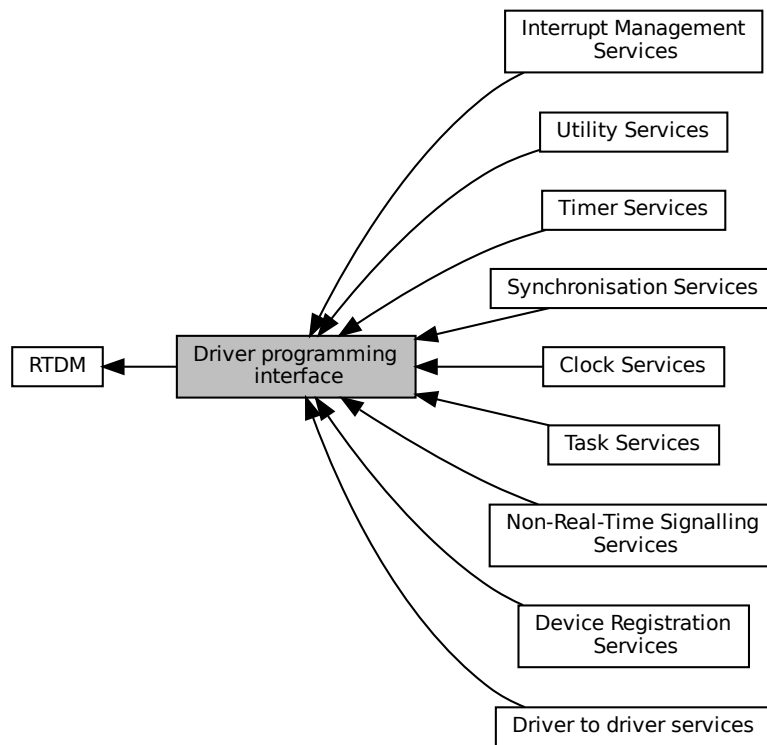 Interrupt Management
Services
Utility Services
Timer Services
Synchronisation Services
RTDM
Driver programming
interface
Clock Services
Task Services
Non-Real-Time Signalling
Services
Device Registration
Services
Driver to driver services